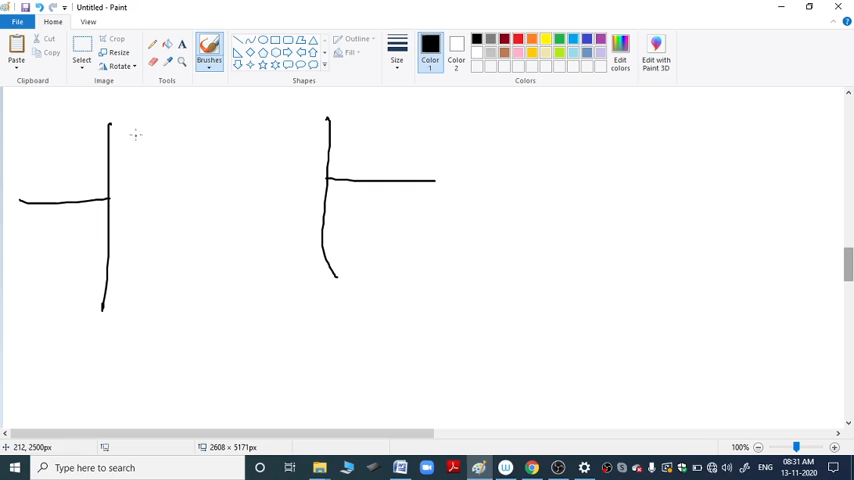 Untitled - Paint
File Home View
Paste Cut Copy Select Crop Resize Rotate A Brushes Outline Fill Size Color 1 Color 2 Edit colors Edit with Paint 3D
Clipboard Image Tools Shapes Colors
212, 2500px 2608 × 5171px 100%
Type here to search ENG 08:31 AM
13-11-2020